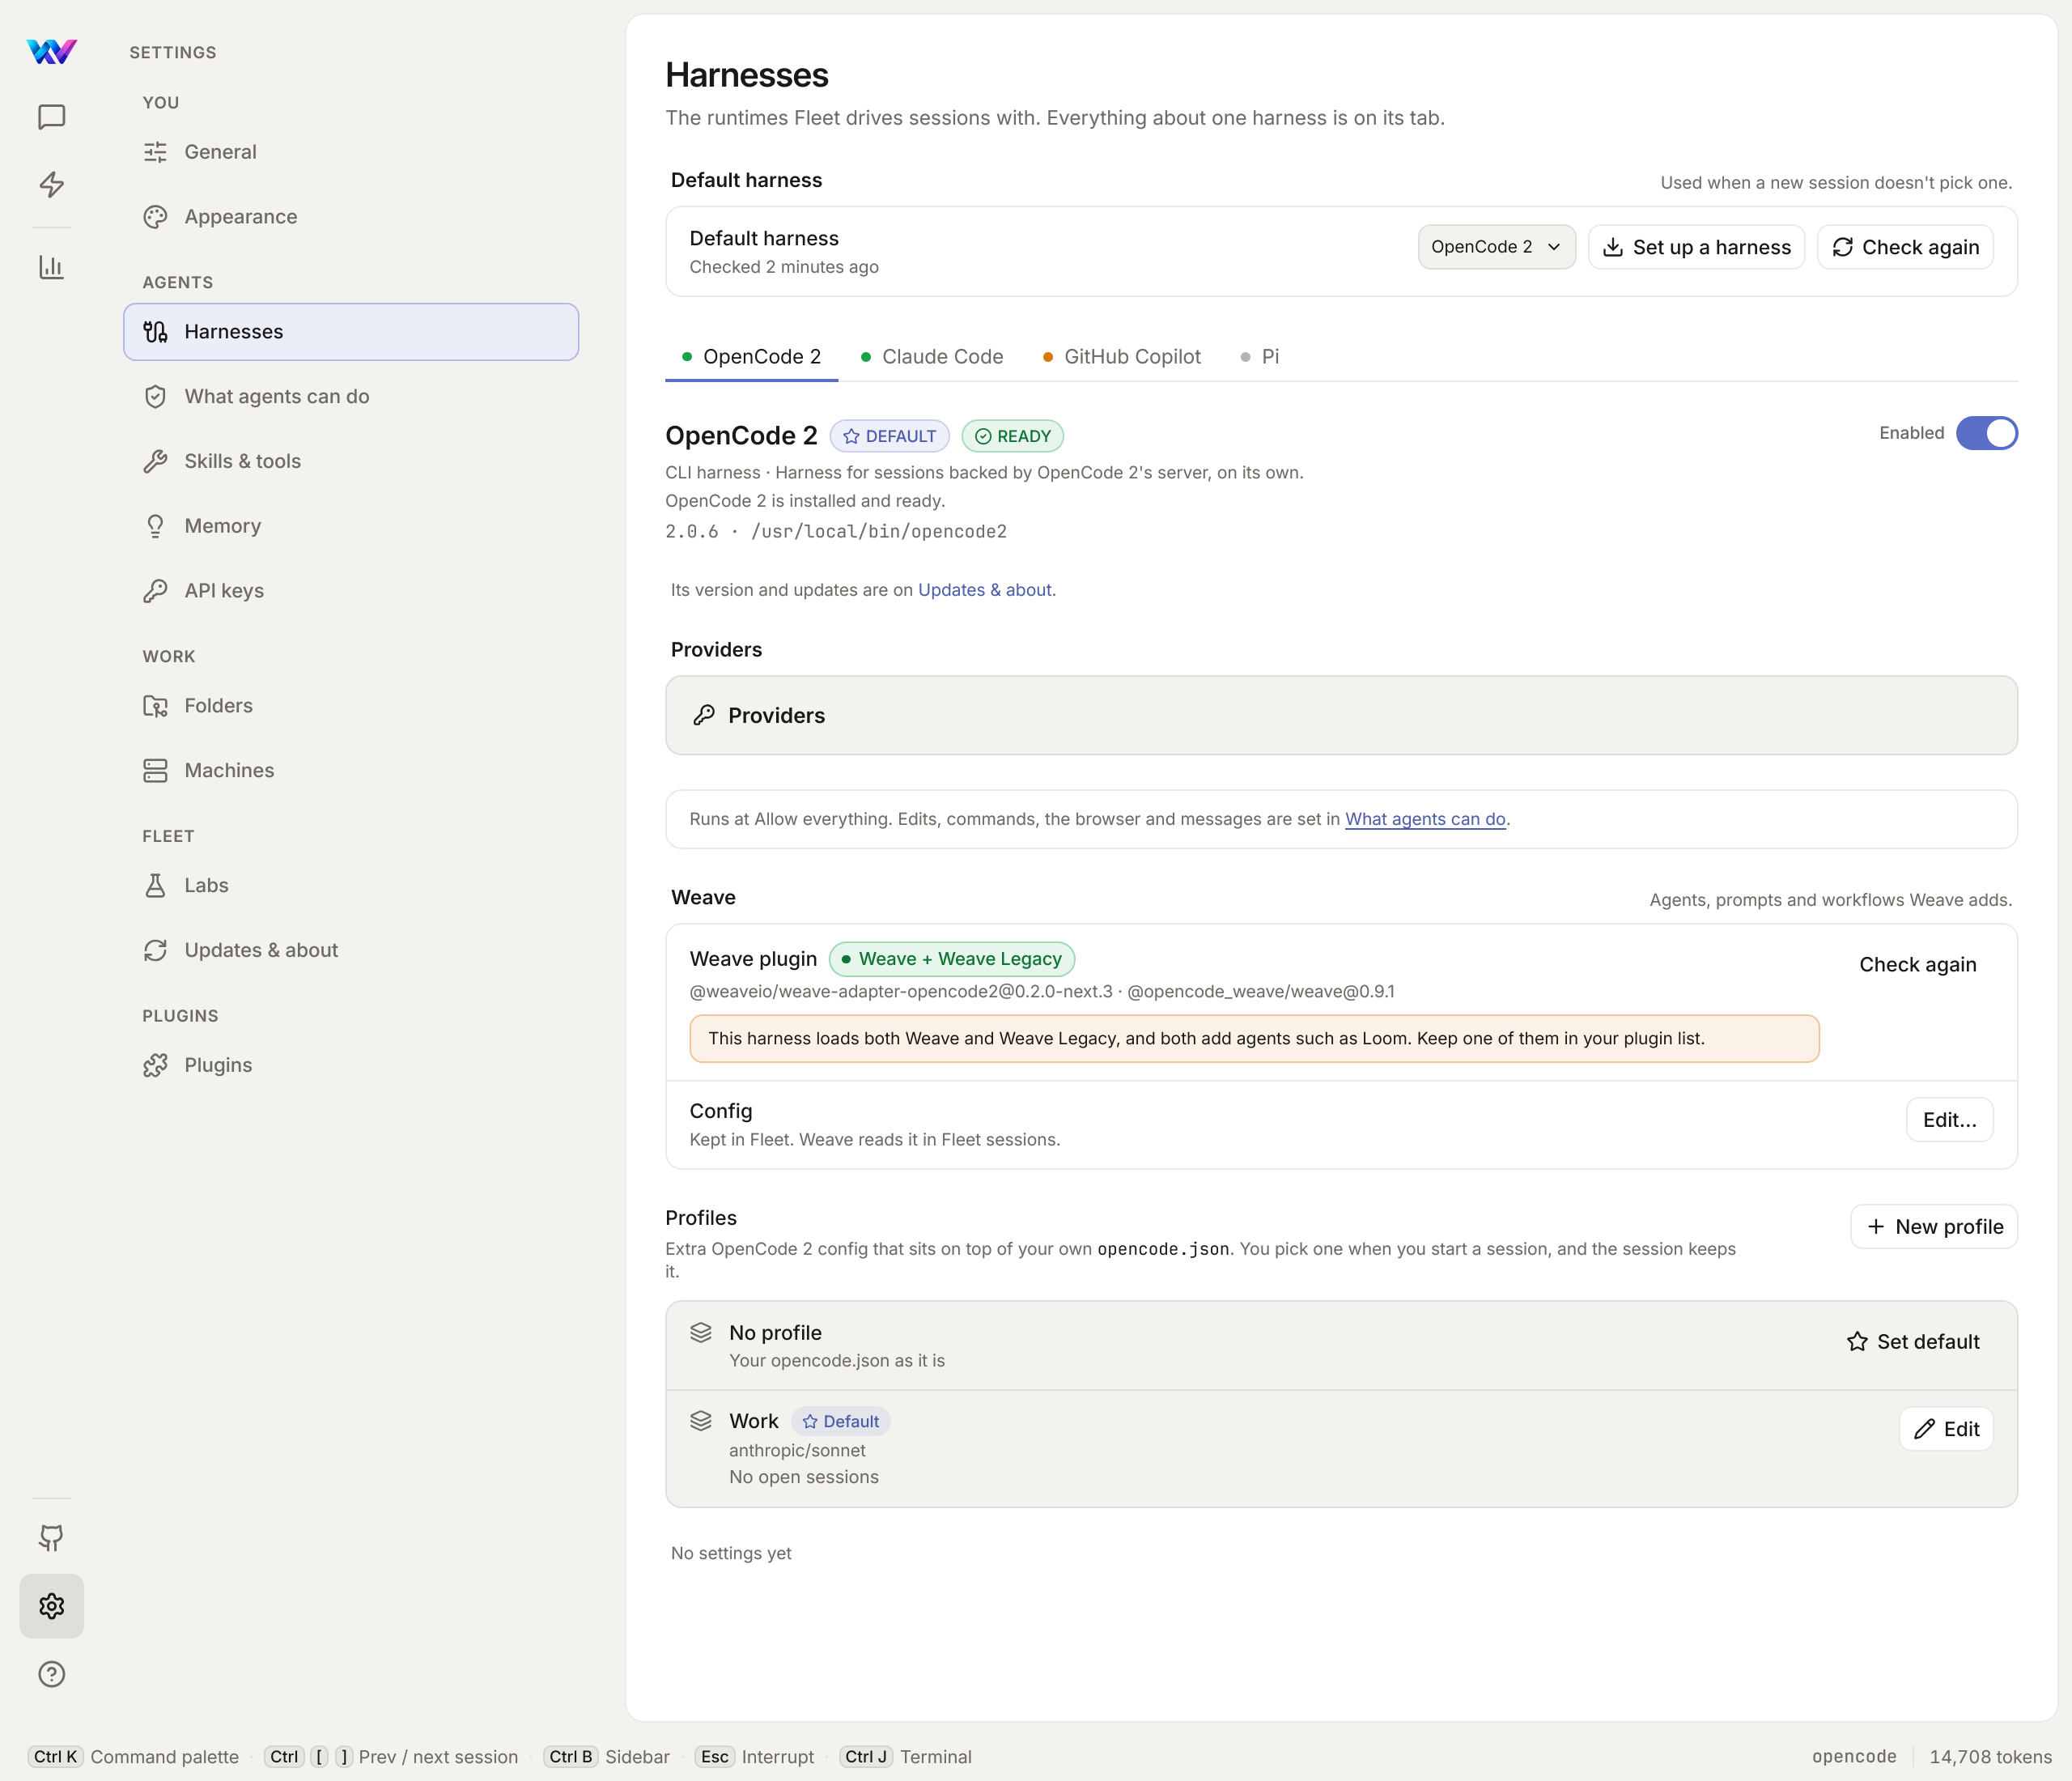 SETTINGS
YOU
General
Appearance
AGENTS
Harnesses
What agents can do
Skills & tools
Memory
API keys
WORK
Folders
Machines
FLEET
Labs
Updates & about
PLUGINS
Plugins
Harnesses
The runtimes Fleet drives sessions with. Everything about one harness is on its tab.
Default harness
Used when a new session doesn't pick one.
Default harness
Checked 2 minutes ago
OpenCode 2
Set up a harness
Check again
OpenCode 2
Claude Code
GitHub Copilot
Pi
OpenCode 2
DEFAULT
READY
Enabled
CLI harness · Harness for sessions backed by OpenCode 2's server, on its own.
OpenCode 2 is installed and ready.
2.0.6 · /usr/local/bin/opencode2
Its version and updates are on Updates & about.
Providers
Providers
Runs at Allow everything. Edits, commands, the browser and messages are set in What agents can do.
Weave
Agents, prompts and workflows Weave adds.
Weave plugin
Weave + Weave Legacy
Check again
@weaveio/weave-adapter-opencode2@0.2.0-next.3 · @opencode_weave/weave@0.9.1
This harness loads both Weave and Weave Legacy, and both add agents such as Loom. Keep one of them in your plugin list.
Config
Kept in Fleet. Weave reads it in Fleet sessions.
Edit...
Profiles
New profile
Extra OpenCode 2 config that sits on top of your own opencode.json. You pick one when you start a session, and the session keeps
it.
No profile
Your opencode.json as it is
Set default
Work
Default
anthropic/sonnet
No open sessions
Edit
No settings yet
Ctrl K Command palette · Ctrl [ ] Prev / next session · Ctrl B Sidebar · Esc Interrupt · Ctrl J Terminal
opencode
14,708 tokens